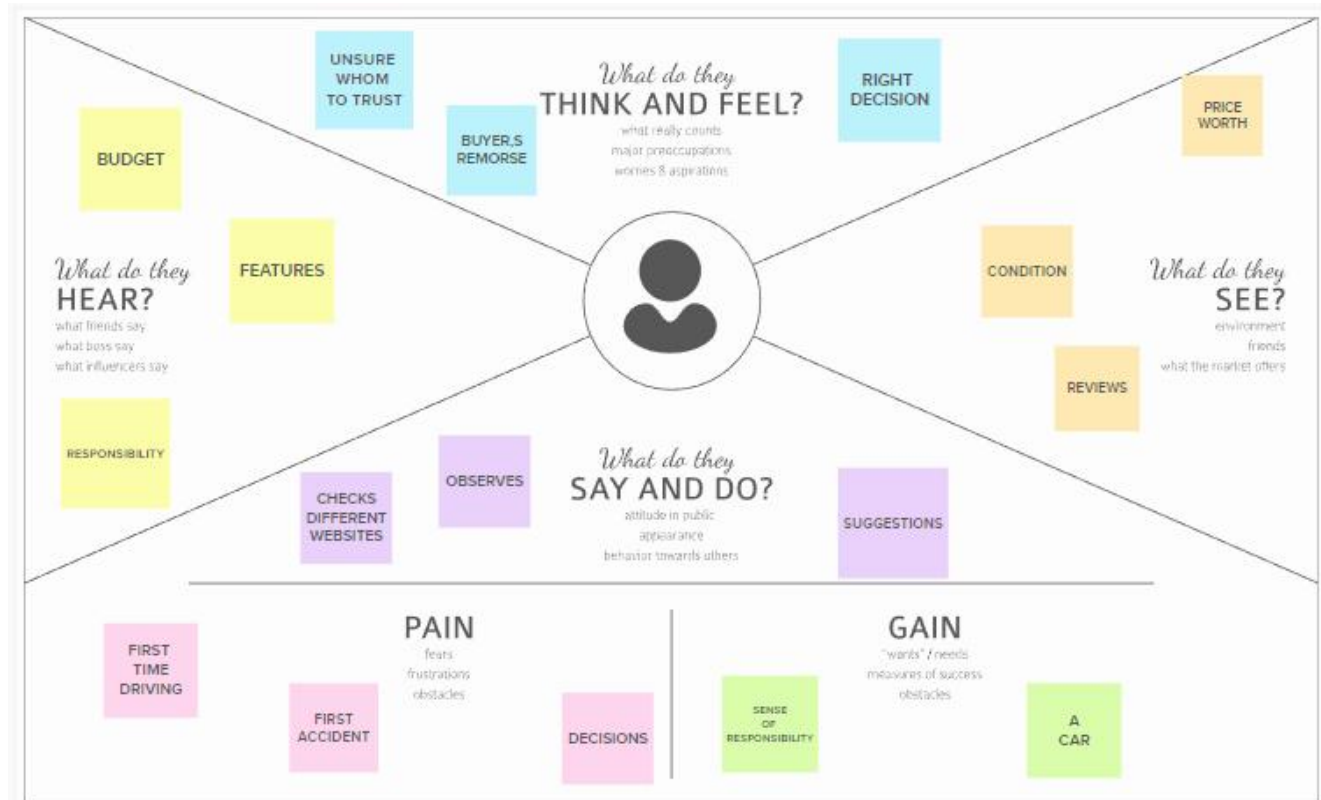 UNSURE
WHOM
TO TRUST
BUYER,S
REMORSE
What do they
THINK AND FEEL?
what really counts
major preoccupations
worries & aspirations
RIGHT
DECISION
BUDGET
FEATURES
What do they
HEAR?
what friends say
what boss say
what influencers say
RESPONSIBILITY
PRICE
WORTH
CONDITION
What do they
SEE?
environment
friends
what the market offers
REVIEWS
CHECKS
DIFFERENT
WEBSITES
OBSERVES
What do they
SAY AND DO?
attitude in public
appearance
behavior towards others
SUGGESTIONS
PAIN
fears
frustrations
obstacles
FIRST
TIME
DRIVING
FIRST
ACCIDENT
DECISIONS
GAIN
"wants" / needs
measures of success
obstacles
SENSE
OF
RESPONSIBILITY
A
CAR